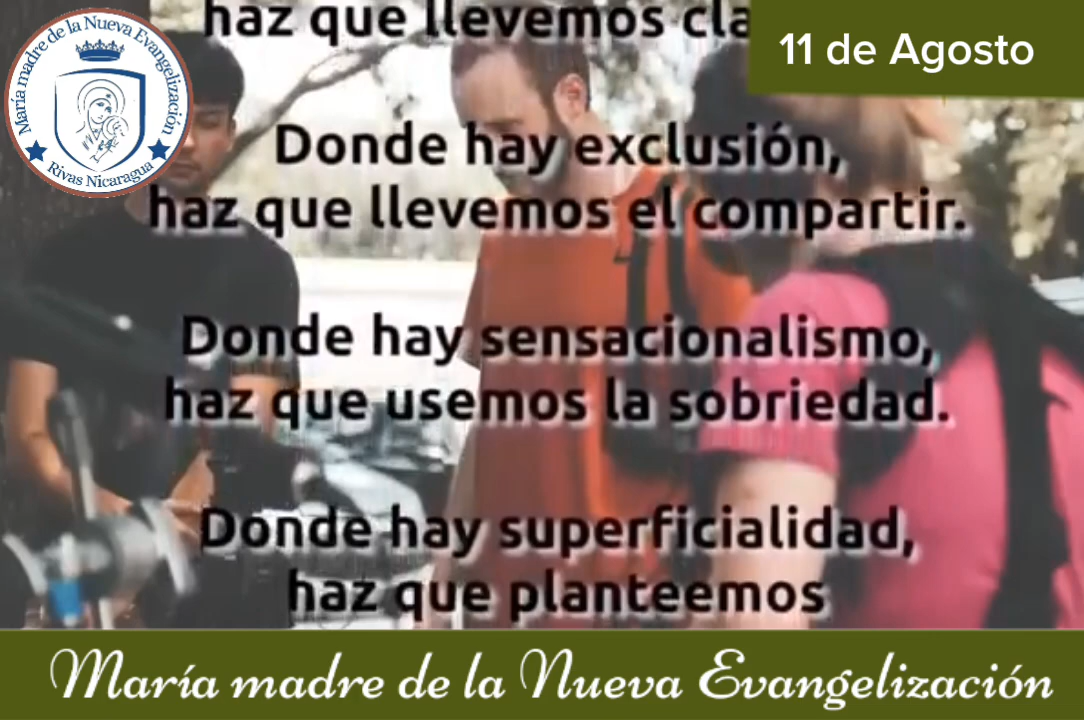 María madre de la Nueva Evangelización
Rivas Nicaragua
11 de Agosto
haz que llevemos
Donde hay exclusión,
haz que llevemos el compartir.
Donde hay sensacionalismo,
haz que usemos la sobriedad.
Donde hay superficialidad,
haz que planteemos
María madre de la Nueva Evangelización